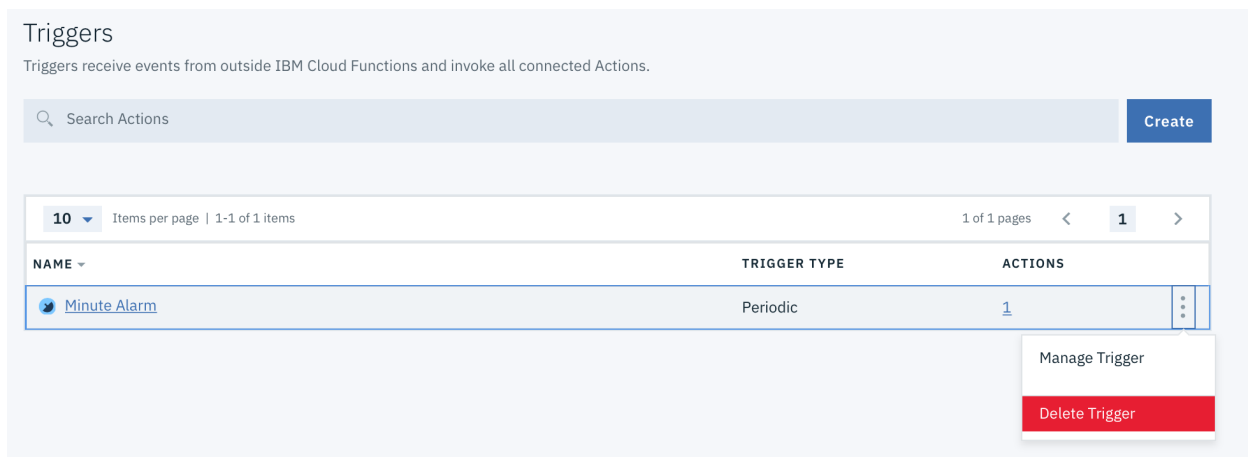 Triggers
Triggers receive events from outside IBM Cloud Functions and invoke all connected Actions.
Search Actions
Create
10 Items per page | 1-1 of 1 items 1 of 1 pages 1
NAME TRIGGER TYPE ACTIONS
Minute Alarm Periodic 1
Manage Trigger
Delete Trigger